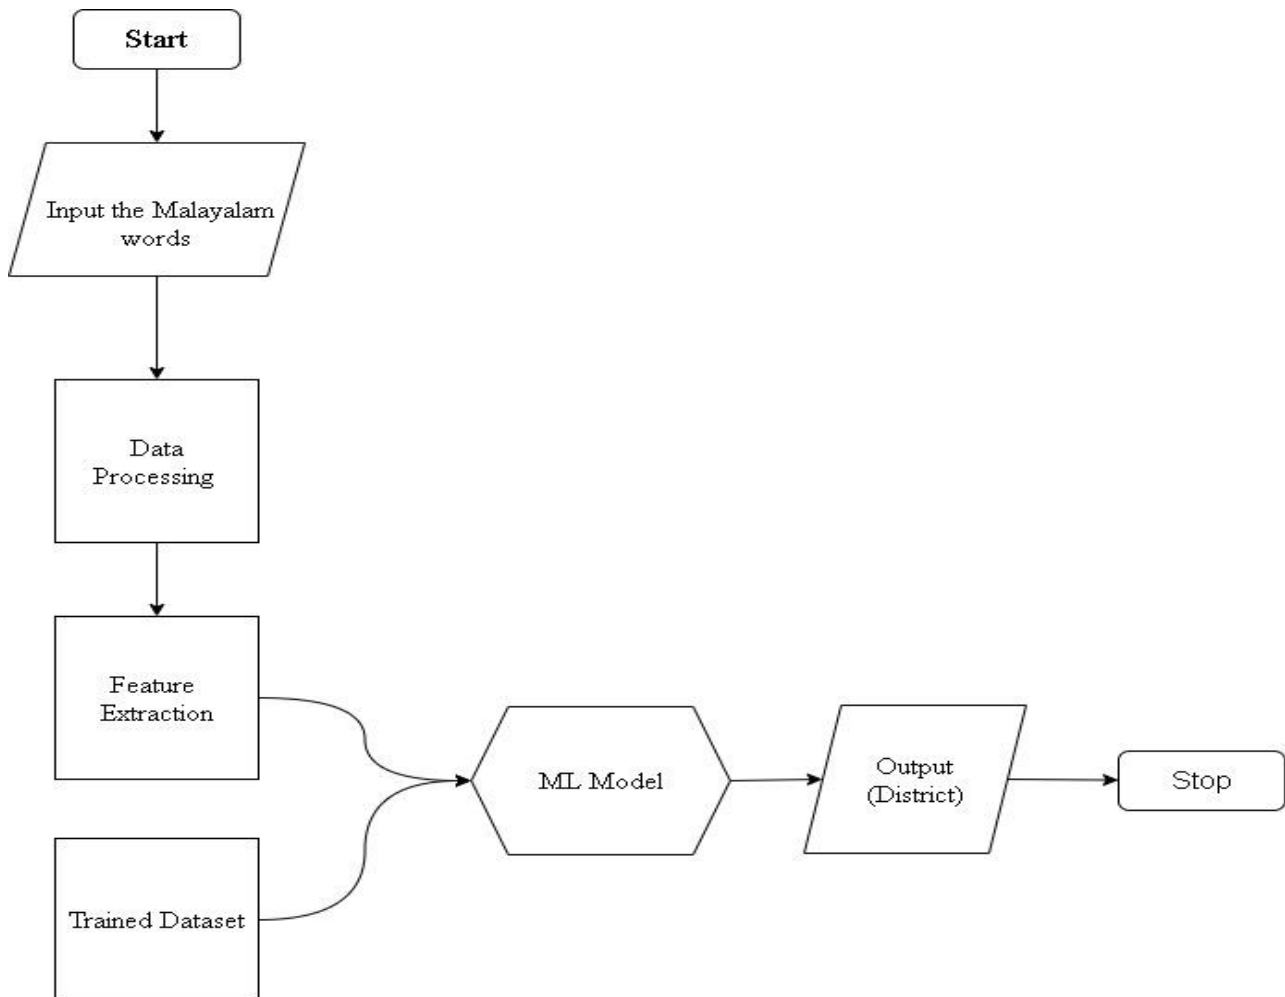 Start
Input the Malayalam
words
Data
Processing
Feature
Extraction
Trained Dataset
ML Model
Output
(District)
Stop